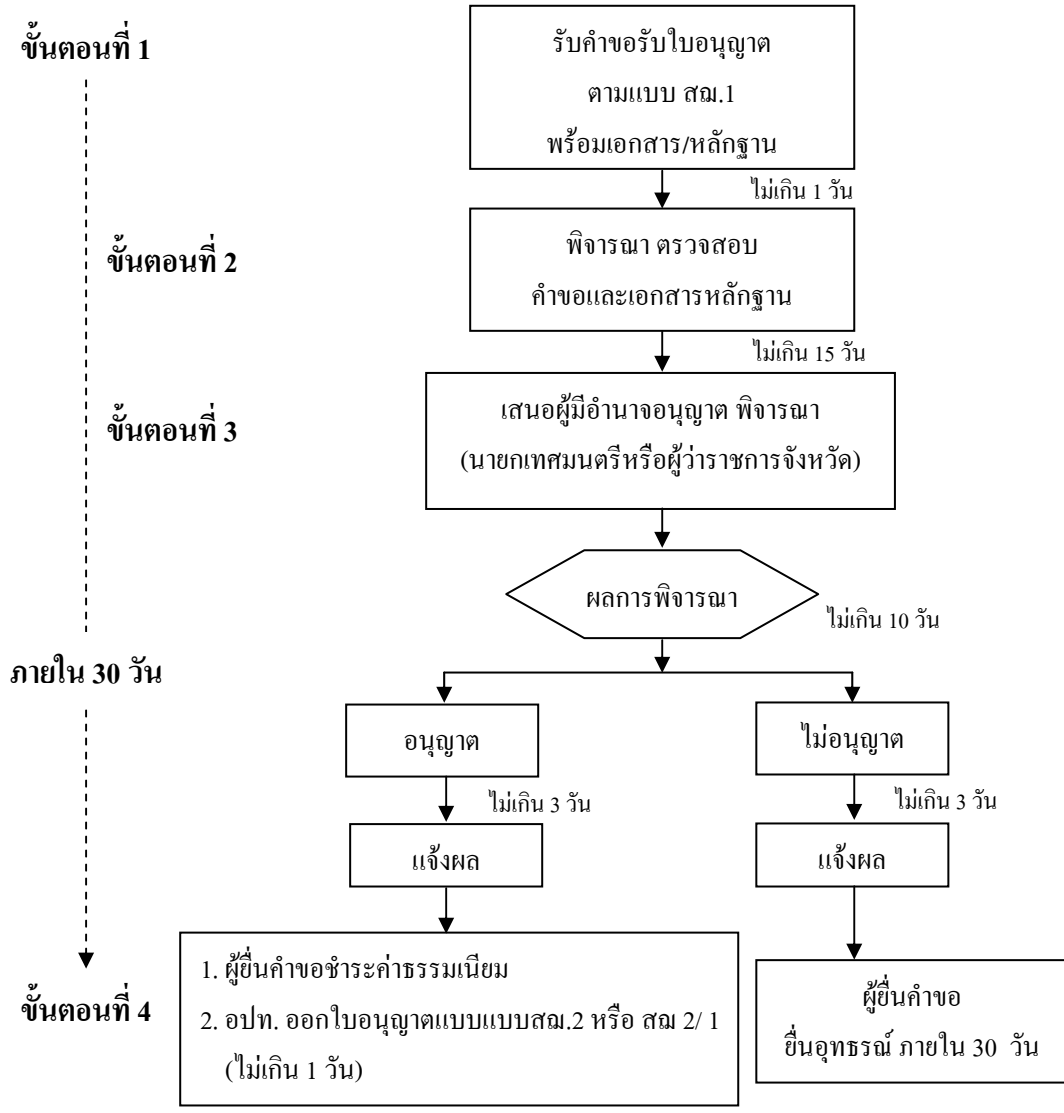 ขั้นตอนที่ 1
รับคำขอรับใบอนุญาต
ตามแบบ สฌ.1
พร้อมเอกสาร/หลักฐาน
ไม่เกิน 1 วัน
ขั้นตอนที่ 2
พิจารณา ตรวจสอบ
คำขอและเอกสารหลักฐาน
ไม่เกิน 15 วัน
ขั้นตอนที่ 3
เสนอผู้มีอำนาจอนุญาต พิจารณา
(นายกเทศมนตรีหรือผู้ว่าราชการจังหวัด)
ผลการพิจารณา
ไม่เกิน 10 วัน
ภายใน 30 วัน
อนุญาต
ไม่อนุญาต
ไม่เกิน 3 วัน
ไม่เกิน 3 วัน
แจ้งผล
แจ้งผล
ขั้นตอนที่ 4
1. ผู้ยื่นคำขอชำระค่าธรรมเนียม
2. อปท. ออกใบอนุญาตแบบแบบสฌ.2 หรือ สฌ 2/ 1
(ไม่เกิน 1 วัน)
ผู้ยื่นคำขอ
ยื่นอุทธรณ์ ภายใน 30 วัน